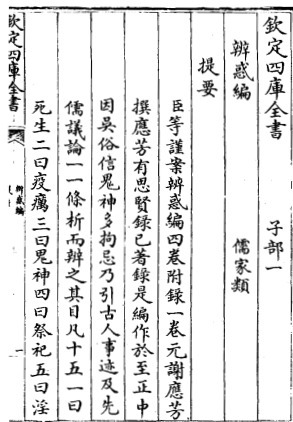 欽定四庫全書　子部一
辨惑編　儒家類
提要
臣等謹案辨惑編四卷附録一卷元謝應芳
撰應芳有思賢録已著録是編作於至正中
因吳俗信鬼神多拘忌乃引古人事迹及先
儒議論一一條析而辨之其目凡十五一曰
死生二曰疫癘三曰鬼神四曰祭祀五曰淫
欽定四庫全書
辨惑編
一